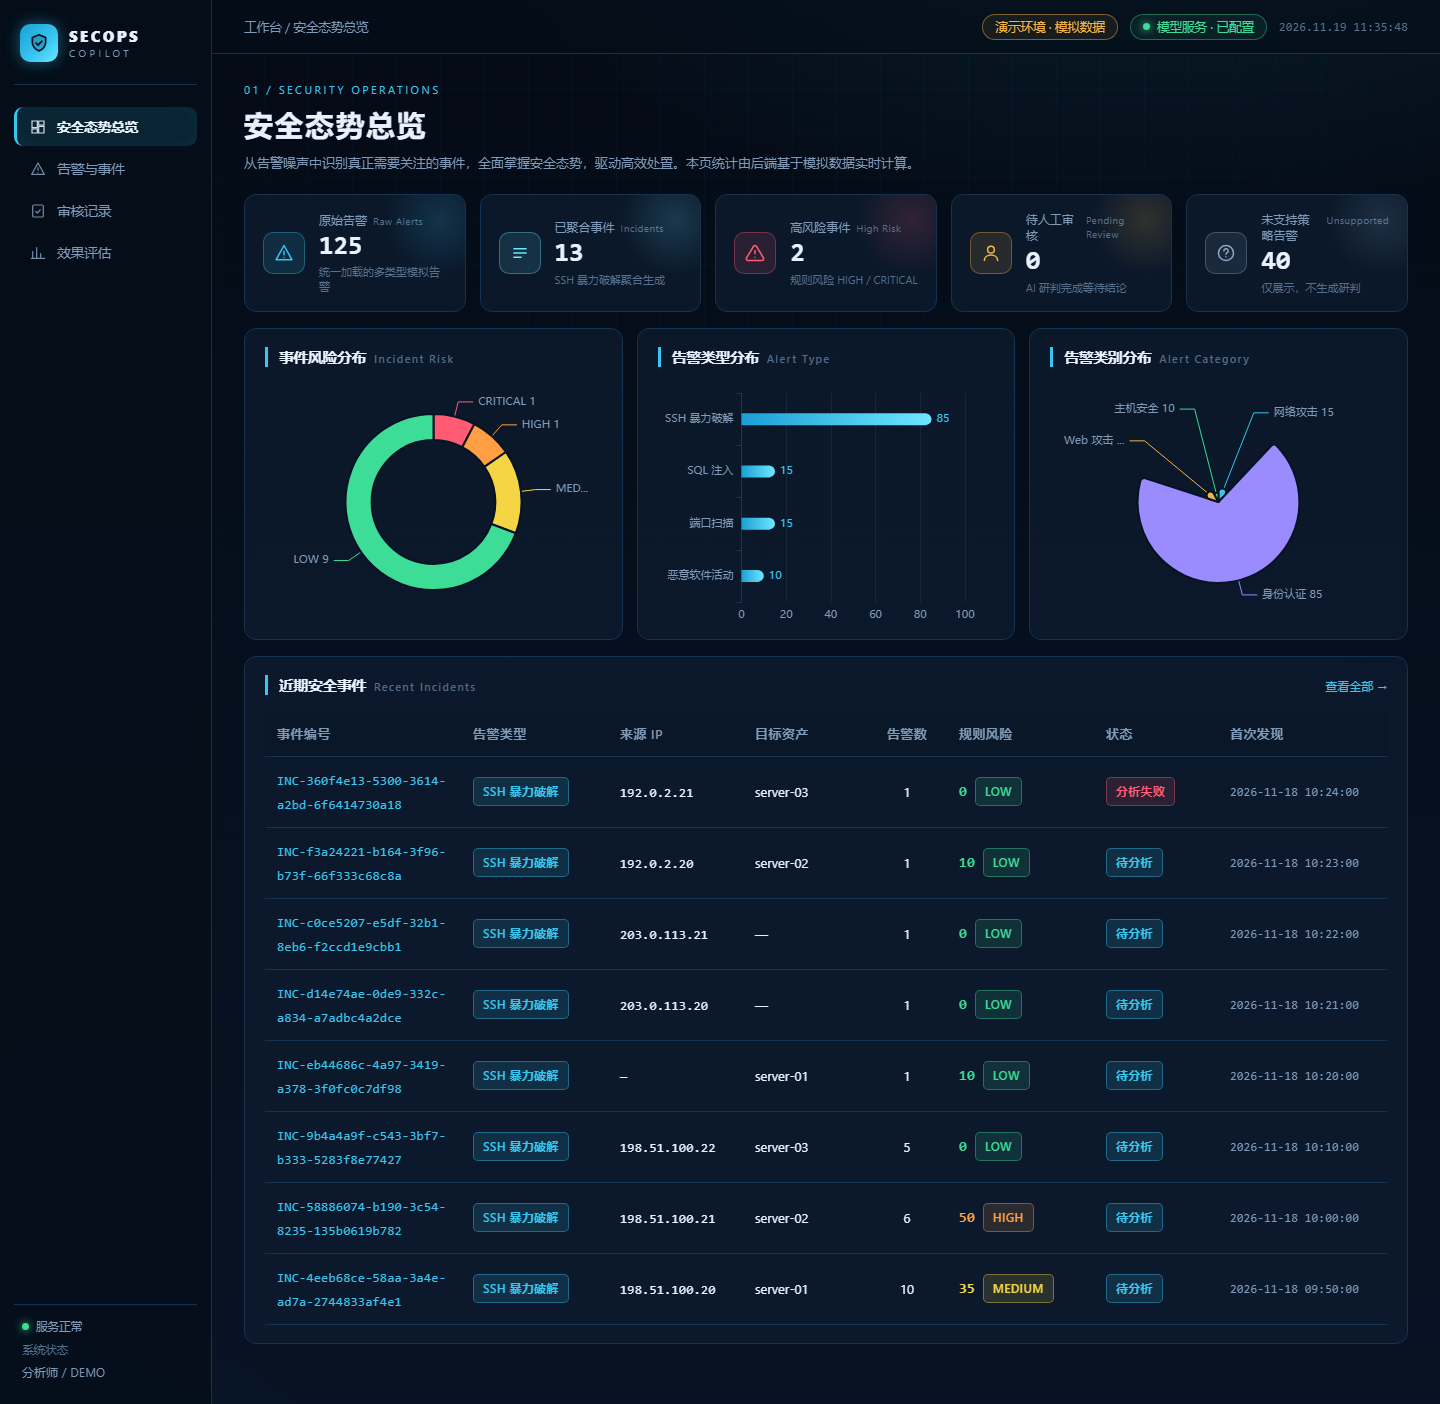 SECOPS
COPILOT
安全态势总览
告警与事件
审核记录
效果评估
服务正常
系统状态
分析师 / DEMO
工作台 / 安全态势总览
演示环境 · 模拟数据
模型服务 · 已配置
2026.11.19 11:35:48
01 / SECURITY OPERATIONS
安全态势总览
从告警噪声中识别真正需要关注的事件，全面掌握安全态势，驱动高效处置。本页统计由后端基于模拟数据实时计算。
原始告警 Raw Alerts
125
统一加载的多类型模拟告
警
已聚合事件 Incidents
13
SSH 暴力破解聚合生成
高风险事件 High Risk
2
规则风险 HIGH / CRITICAL
待人工审 Pending
核 Review
0
AI 研判完成等待结论
未支持策 Unsupported
略告警
40
仅展示，不生成研判
事件风险分布 Incident Risk
CRITICAL 1
HIGH 1
MED...
LOW 9
告警类型分布 Alert Type
SSH 暴力破解 85
SQL 注入 15
端口扫描 15
恶意软件活动 10
0 20 40 60 80 100
告警类别分布 Alert Category
主机安全 10
网络攻击 15
Web 攻击 ...
身份认证 85
近期安全事件 Recent Incidents
查看全部 →
事件编号 告警类型 来源 IP 目标资产 告警数 规则风险 状态 首次发现
INC-360f4e13-5300-3614-
a2bd-6f6414730a18
SSH 暴力破解 192.0.2.21 server-03 1 0 LOW 分析失败 2026-11-18 10:24:00
INC-f3a24221-b164-3f96-
b73f-66f333c68c8a
SSH 暴力破解 192.0.2.20 server-02 1 10 LOW 待分析 2026-11-18 10:23:00
INC-c0ce5207-e5df-32b1-
8eb6-f2ccd1e9cbb1
SSH 暴力破解 203.0.113.21 — 1 0 LOW 待分析 2026-11-18 10:22:00
INC-d14e74ae-0de9-332c-
a834-a7adbc4a2dce
SSH 暴力破解 203.0.113.20 — 1 0 LOW 待分析 2026-11-18 10:21:00
INC-eb44686c-4a97-3419-
a378-3f0fc0c7df98
SSH 暴力破解 — server-01 1 10 LOW 待分析 2026-11-18 10:20:00
INC-9b4a4a9f-c543-3bf7-
b333-5283f8e77427
SSH 暴力破解 198.51.100.22 server-03 5 0 LOW 待分析 2026-11-18 10:10:00
INC-58886074-b190-3c54-
8235-135b0619b782
SSH 暴力破解 198.51.100.21 server-02 6 50 HIGH 待分析 2026-11-18 10:00:00
INC-4eeb68ce-58aa-3a4e-
ad7a-2744833af4e1
SSH 暴力破解 198.51.100.20 server-01 10 35 MEDIUM 待分析 2026-11-18 09:50:00